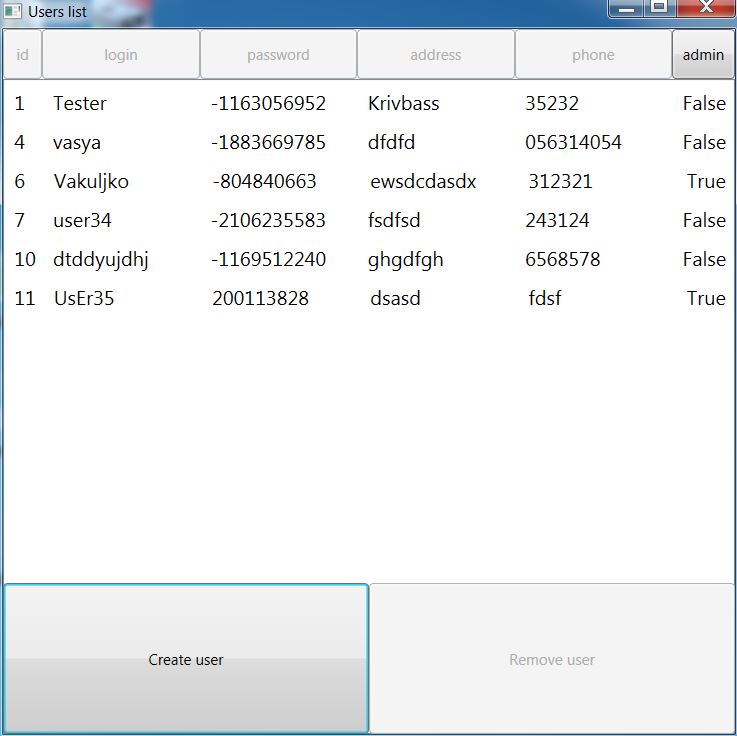 Users list
id login password address phone admin
1 Tester -1163056952 Krivbass 35232 False
4 vasya -1883669785 dfdfd 056314054 False
6 Vakuljko -804840663 ewsdcdasdx 312321 True
7 user34 -2106235583 fsdfsd 243124 False
10 dtddyujdhj -1169512240 ghgdfgh 6568578 False
11 UsEr35 200113828 dsasd fdsf True
Create user Remove user